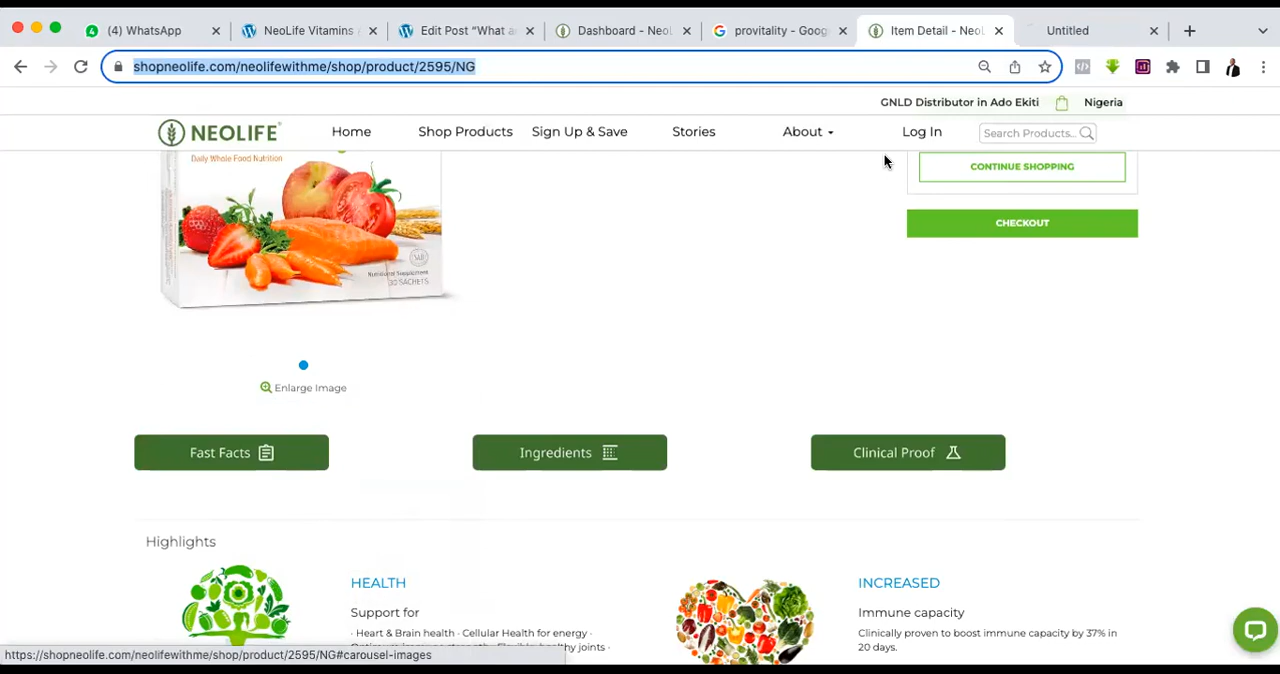 (4) WhatsApp
NeoLife Vitamins
Edit Post "What a
Dashboard - NeoL
provitality - Goog
Item Detail - NeoL
Untitled
shopneolife.com/neolifewithme/shop/product/2595/NG
GNLD Distributor in Ado Ekiti
Nigeria
NEOLIFE
Home
Shop Products
Sign Up & Save
Stories
About
Log In
Search Products..
Daily Whole Food Nutrition
Nutritional Supplement
30 SACHETS
CONTINUE SHOPPING
CHECKOUT
Enlarge Image
Fast Facts
Ingredients
Clinical Proof
Highlights
HEALTH
Support for
· Heart & Brain health · Cellular Health for energy ·
INCREASED
Immune capacity
Clinically proven to boost immune capacity by 37% in
20 days.
https://shopneolife.com/neolifewithme/shop/product/2595/NG#carousel-images